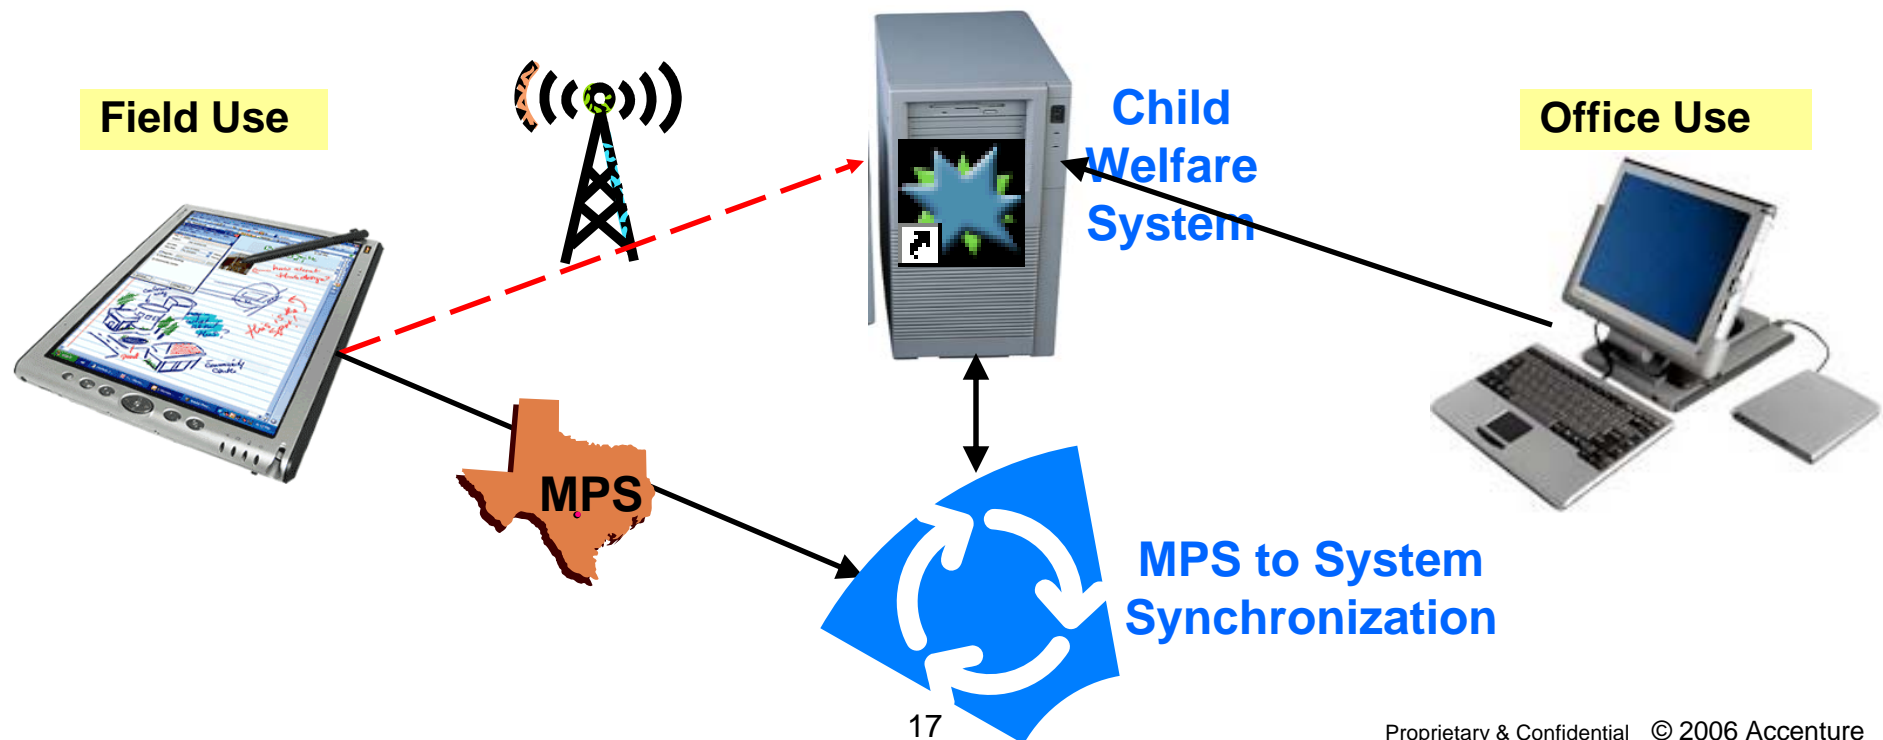 Field Use
Child
Welfare
System
Office Use
MPS
MPS to System
Synchronization
17
Proprietary & Confidential © 2006 Accenture